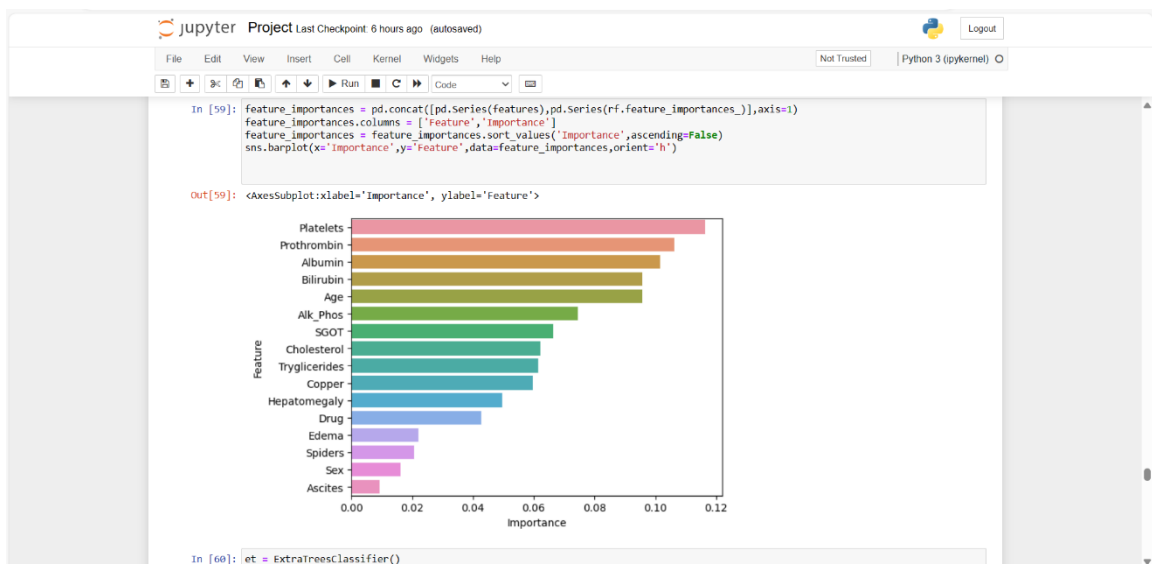 jupyter Project Last Checkpoint: 6 hours ago (autosaved)
Logout
File Edit View Insert Cell Kernel Widgets Help
Not Trusted
Python 3 (ipykernel)
Run
Code
In [59]: feature_importances = pd.concat([pd.Series(features),pd.Series(rf.feature_importances_)],axis=1)
feature_importances.columns = ['Feature','Importance']
feature_importances = feature_importances.sort_values('Importance',ascending=False)
sns.barplot(x='Importance',y='Feature',data=feature_importances,orient='h')
Out[59]: <AxesSubplot:xlabel='Importance', ylabel='Feature'>
Platelets
Prothrombin
Albumin
Bilirubin
Age
Alk_Phos
SGOT
Cholesterol
Tryglicerides
Copper
Hepatomegaly
Drug
Edema
Spiders
Sex
Ascites
Feature
0.00 0.02 0.04 0.06 0.08 0.10 0.12
Importance
In [60]: et = ExtraTreesClassifier()